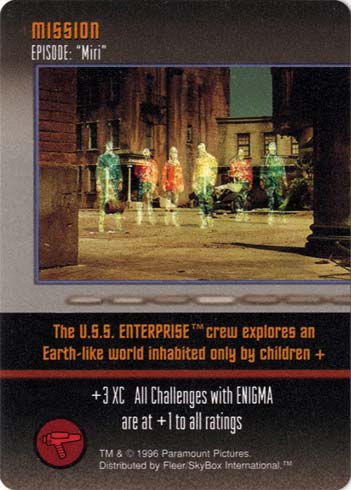 MISSION
EPISODE: "Miri"
The U.S.S. ENTERPRISE™ crew explores an
Earth-like world inhabited only by children +
+3 XC All Challenges with ENIGMA
are at +1 to all ratings
TM & © 1996 Paramount Pictures.
Distributed by Fleer/SkyBox International.™